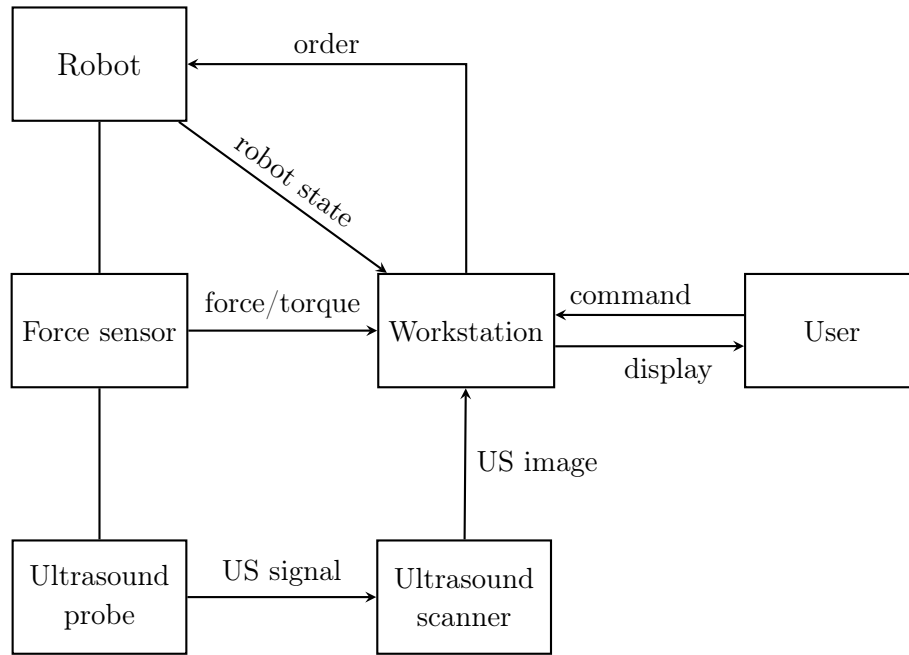 order
Robot
robot state
force/torque
command
Force sensor
Workstation
User
display
US image
US signal
Ultrasound
probe
Ultrasound
scanner